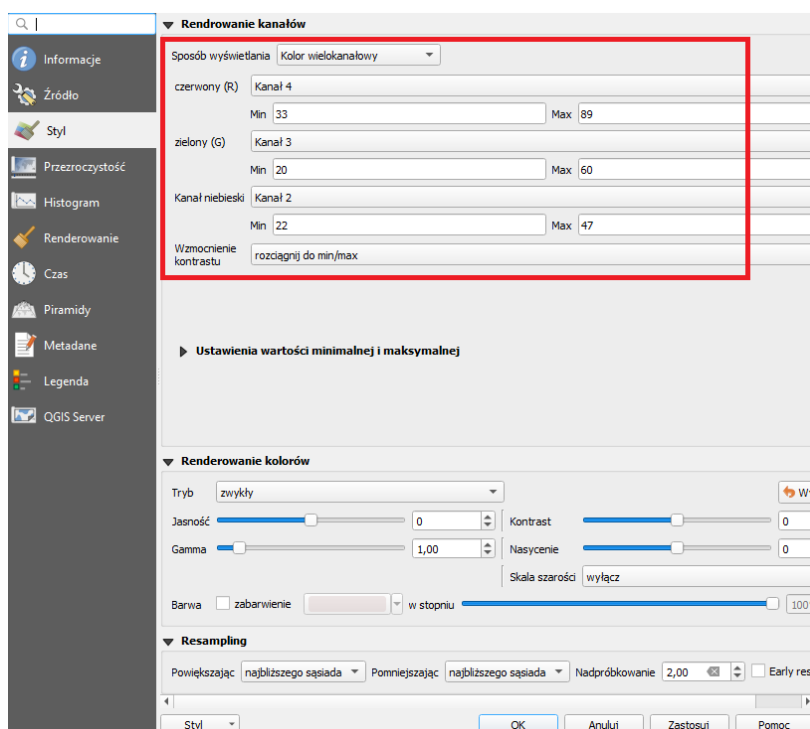 Informacje
Źródło
Styl
Przezroczystość
Histogram
Renderowanie
Czas
Piramidy
Metadane
Legenda
QGIS Server
Rendrowanie kanałów
Sposób wyświetlania Kolor wielokanałowy
czerwony (R) Kanał 4
Min 33 Max 89
zielony (G) Kanał 3
Min 20 Max 60
Kanał niebieski Kanał 2
Min 22 Max 47
Wzmocnienie
kontrastu rozciągnij do min/max
Ustawienia wartości minimalnej i maksymalnej
Renderowanie kolorów
Tryb zwykły
Jasność 0 Kontrast 0
Gamma 1,00 Nasycenie 0
Skala szarości wyłącz
Barwa zabarwienie w stopniu 100
Resampling
Powiększając najbliższego sąsiada Pomniejszając najbliższego sąsiada Nadpróbkowanie 2,00 Early
Styl OK Anuluj Zastosuj Pomoc